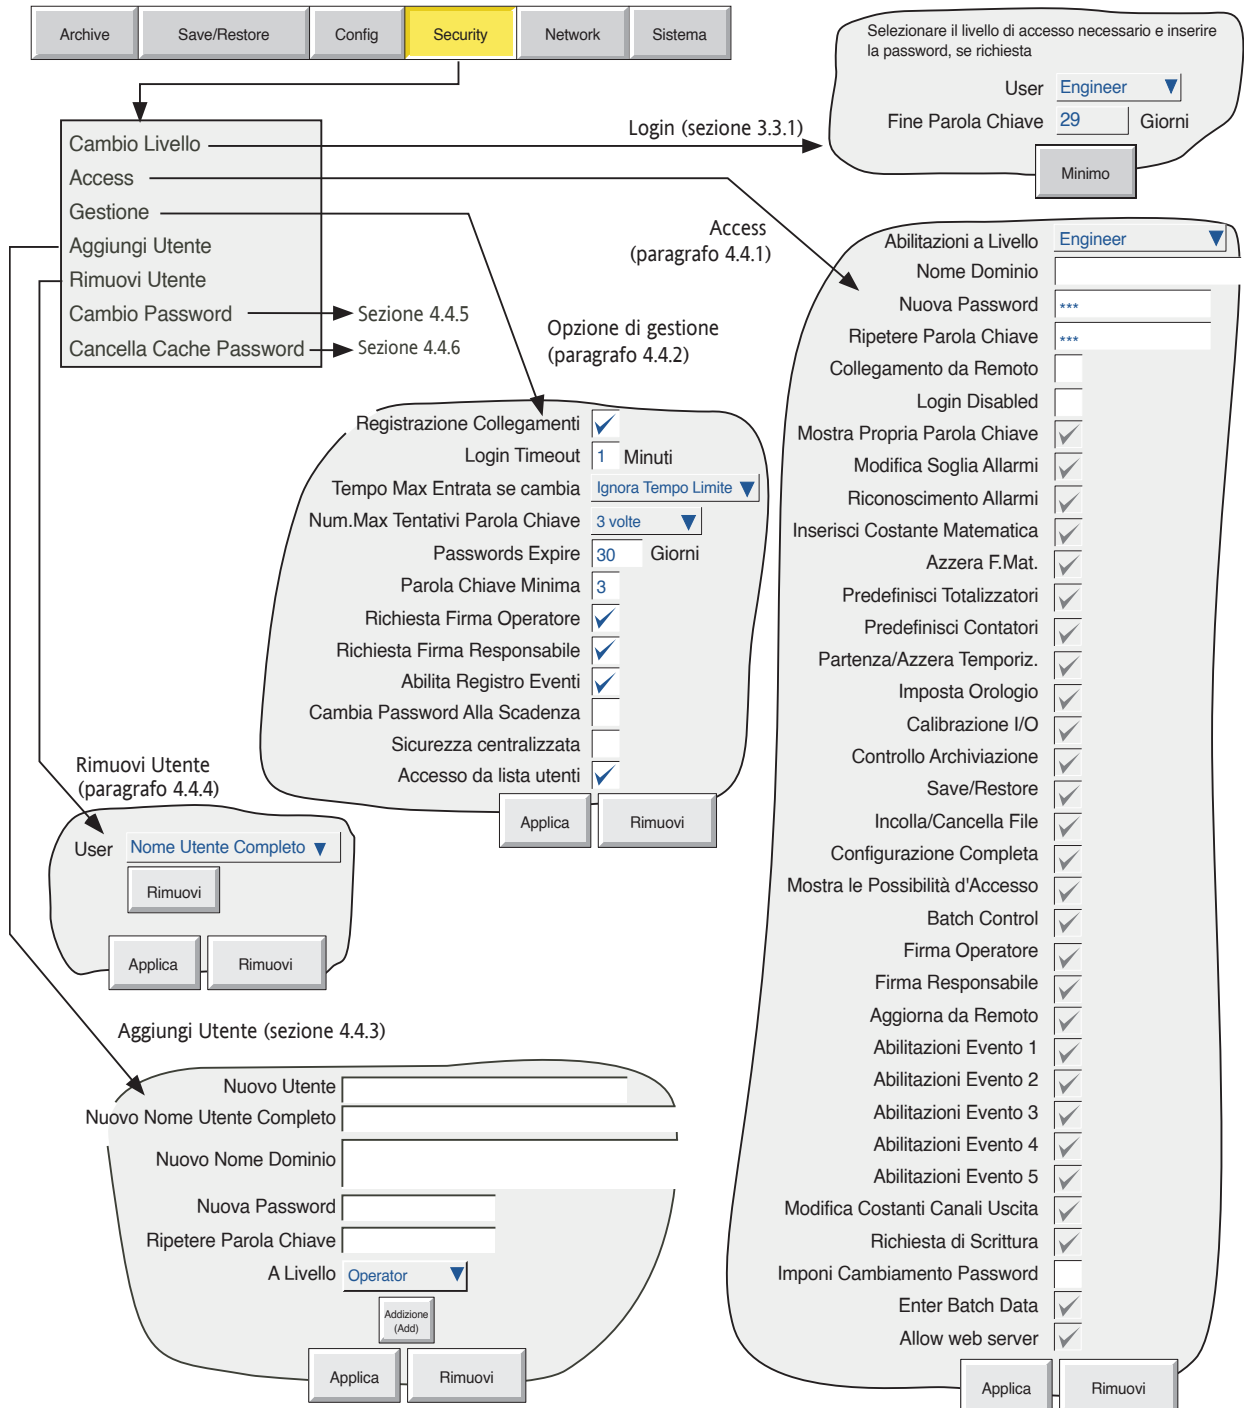 Archive
Save/Restore
Config
Security
Network
Sistema
Selezionare il livello di accesso necessario e inserire
la password, se richiesta
User Engineer
Fine Parola Chiave 29 Giorni
Minimo
Cambio Livello
Access
Gestione
Aggiungi Utente
Rimuovi Utente
Cambio Password
Cancella Cache Password
Login (sezione 3.3.1)
Sezione 4.4.5
Sezione 4.4.6
Access
(paragrafo 4.4.1)
Opzione di gestione
(paragrafo 4.4.2)
Registrazione Collegamenti
Login Timeout 1 Minuti
Tempo Max Entrata se cambia Ignora Tempo Limite
Num.Max Tentativi Parola Chiave 3 volte
Passwords Expire 30 Giorni
Parola Chiave Minima 3
Richiesta Firma Operatore
Richiesta Firma Responsabile
Abilita Registro Eventi
Cambia Password Alla Scadenza
Sicurezza centralizzata
Accesso da lista utenti
Applica
Rimuovi
Abilitazioni a Livello Engineer
Nome Dominio
Nuova Password ***
Ripetere Parola Chiave ***
Collegamento da Remoto
Login Disabled
Mostra Propria Parola Chiave
Modifica Soglia Allarmi
Riconoscimento Allarmi
Inserisci Costante Matematica
Azzera F.Mat.
Predefinisci Totalizzatori
Predefinisci Contatori
Partenza/Azzera Temporiz.
Imposta Orologio
Calibrazione I/O
Controllo Archiviazione
Save/Restore
Incolla/Cancella File
Configurazione Completa
Mostra le Possibilità d'Accesso
Batch Control
Firma Operatore
Firma Responsabile
Aggiorna da Remoto
Abilitazioni Evento 1
Abilitazioni Evento 2
Abilitazioni Evento 3
Abilitazioni Evento 4
Abilitazioni Evento 5
Modifica Costanti Canali Uscita
Richiesta di Scrittura
Imponi Cambiamento Password
Enter Batch Data
Allow web server
Applica
Rimuovi
Rimuovi Utente
(paragrafo 4.4.4)
User Nome Utente Completo
Rimuovi
Applica
Rimuovi
Aggiungi Utente (sezione 4.4.3)
Nuovo Utente
Nuovo Nome Utente Completo
Nuovo Nome Dominio
Nuova Password
Ripetere Parola Chiave
A Livello Operator
Addizione
(Add)
Applica
Rimuovi